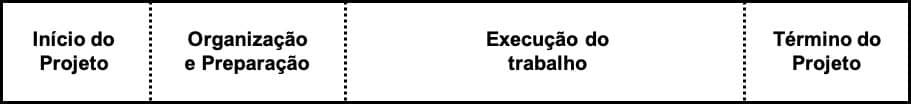 Início do
Projeto
Organização
e Preparação
Execução do
trabalho
Término do
Projeto